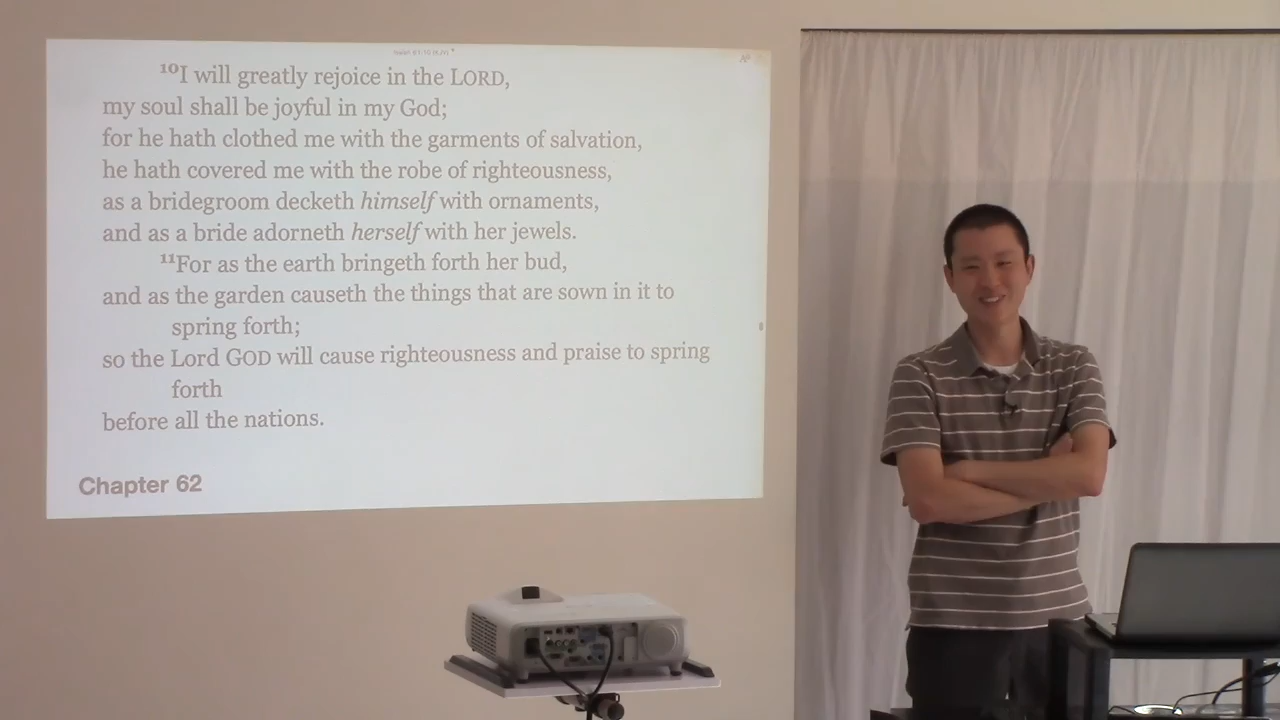 ¹⁰I will greatly rejoice in the LORD,
my soul shall be joyful in my God;
for he hath clothed me with the garments of salvation,
he hath covered me with the robe of righteousness,
as a bridegroom decketh himself with ornaments,
and as a bride adorneth herself with her jewels.
¹¹For as the earth bringeth forth her bud,
and as the garden causeth the things that are sown in it to
spring forth;
so the Lord GOD will cause righteousness and praise to spring
forth
before all the nations.
Chapter 62